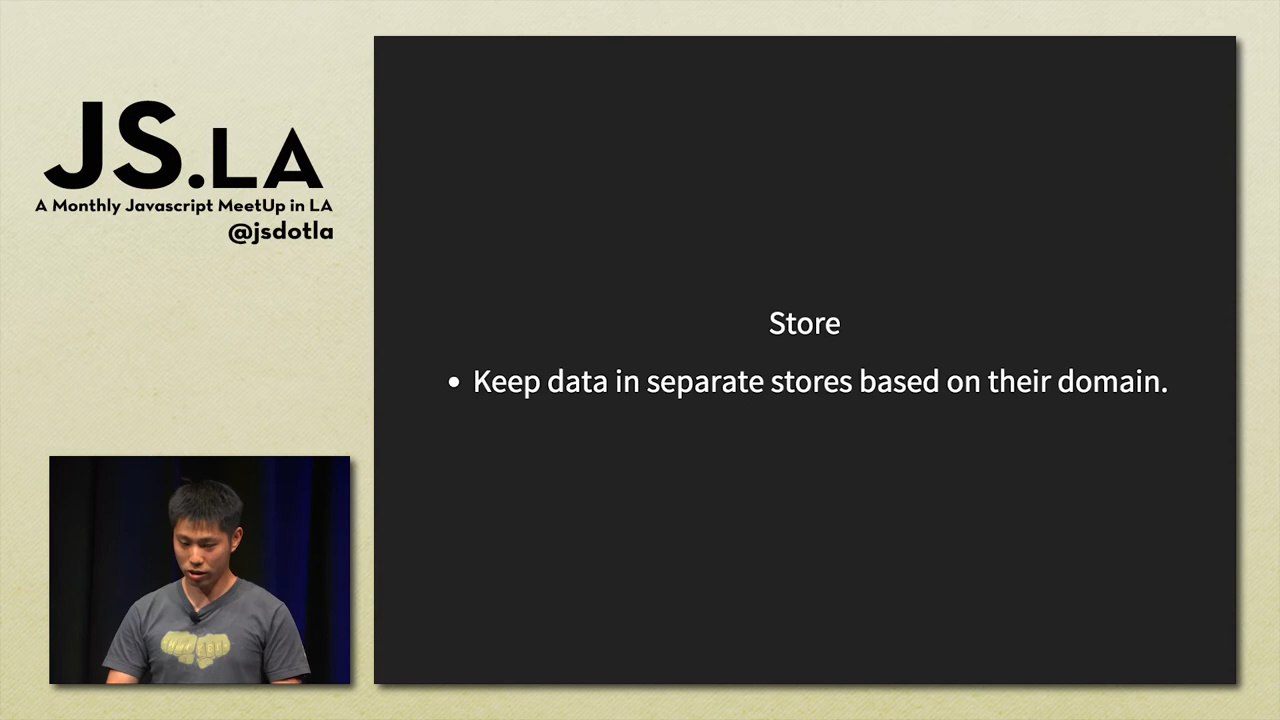 JS.LA
A Monthly Javascript MeetUp in LA
@jsdotla
Store
• Keep data in separate stores based on their domain.